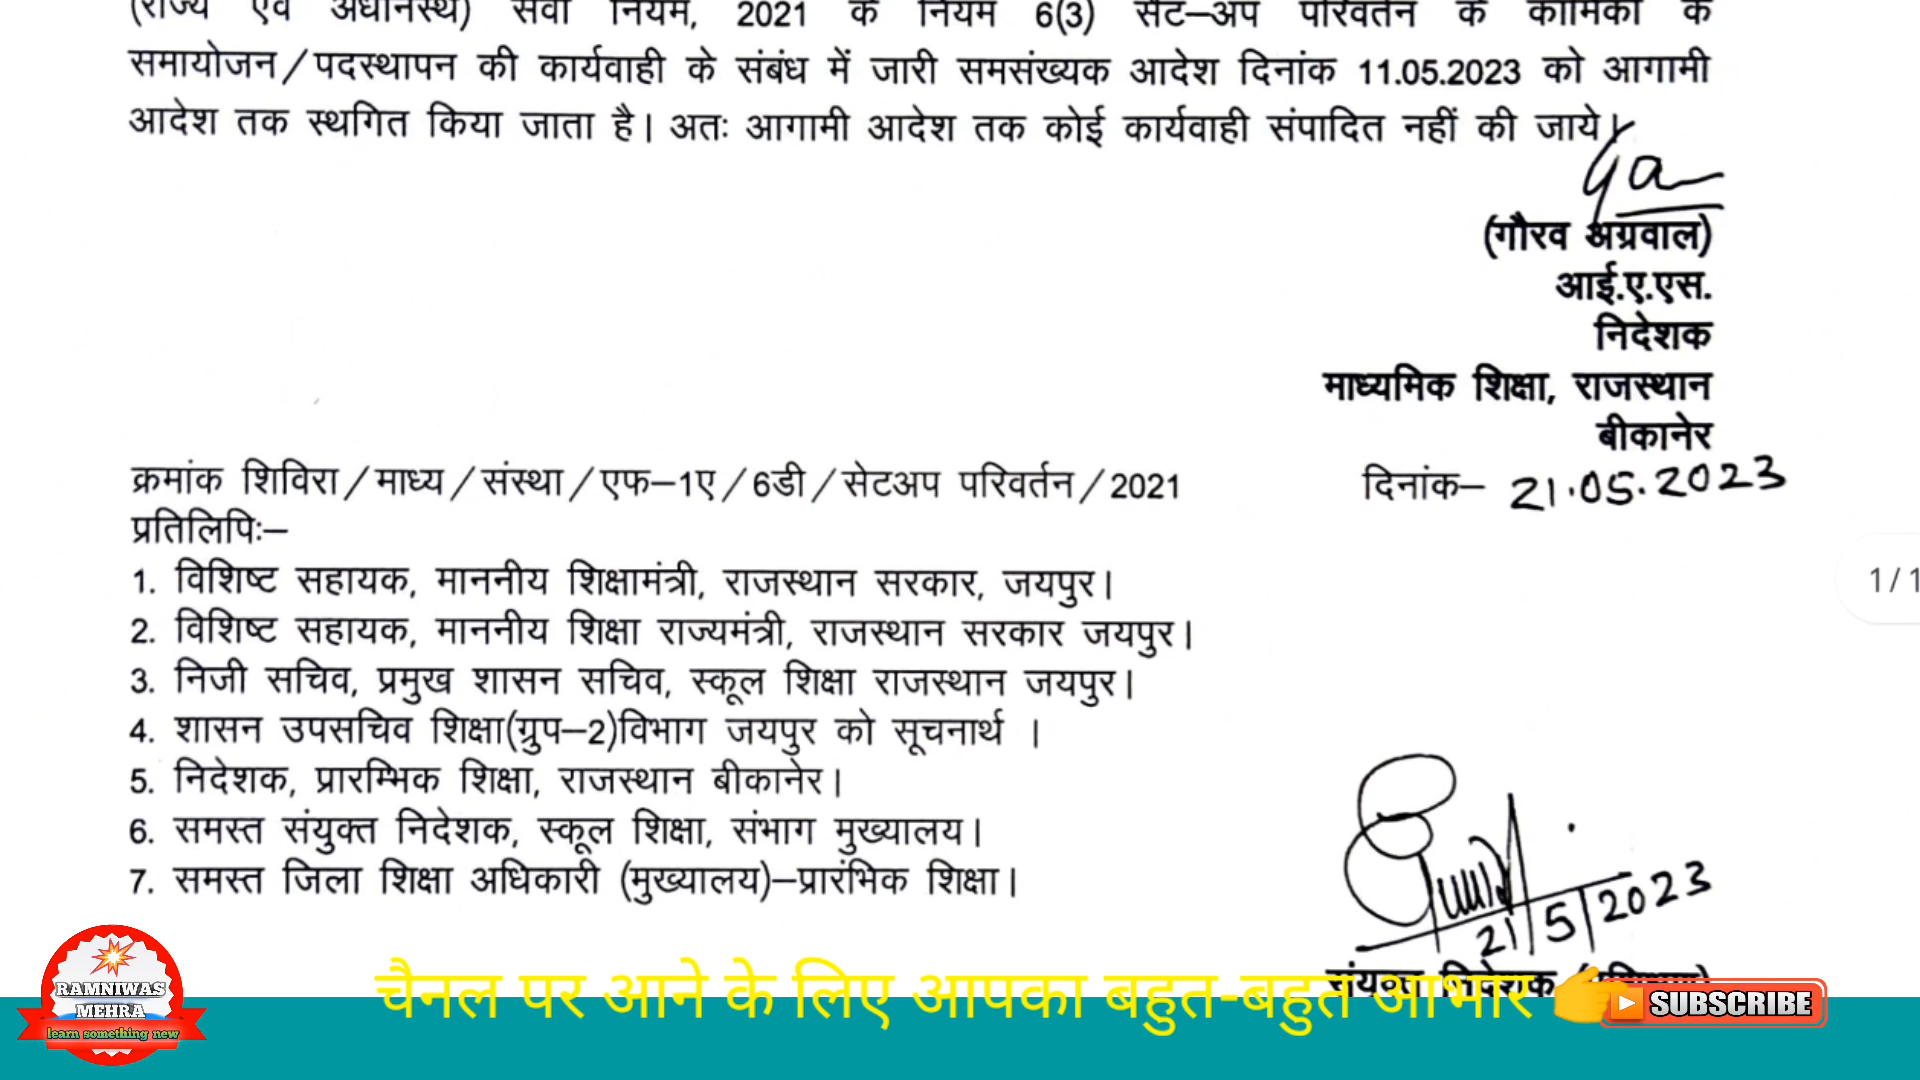 (राज्य एवं अधीनस्थ) सेवा नियम, 2021 के नियम 6(3) सैट–अप परिवर्तन के कार्मिकों के
समायोजन/पदस्थापन की कार्यवाही के संबंध में जारी समसंख्यक आदेश दिनांक 11.05.2023 को आगामी
आदेश तक स्थगित किया जाता है। अतः आगामी आदेश तक कोई कार्यवाही संपादित नहीं की जाये।
(गौरव अग्रवाल)
आई.ए.एस.
निदेशक
माध्यमिक शिक्षा, राजस्थान
बीकानेर
क्रमांक शिविरा/माध्य/संस्था/एफ–1ए/6डी/सेटअप परिवर्तन/2021 दिनांक– 21.05.2023
प्रतिलिपिः–
1. विशिष्ट सहायक, माननीय शिक्षामंत्री, राजस्थान सरकार, जयपुर।
2. विशिष्ट सहायक, माननीय शिक्षा राज्यमंत्री, राजस्थान सरकार जयपुर।
3. निजी सचिव, प्रमुख शासन सचिव, स्कूल शिक्षा राजस्थान जयपुर।
4. शासन उपसचिव शिक्षा(ग्रुप–2)विभाग जयपुर को सूचनार्थ ।
5. निदेशक, प्रारम्भिक शिक्षा, राजस्थान बीकानेर।
6. समस्त संयुक्त निदेशक, स्कूल शिक्षा, संभाग मुख्यालय।
7. समस्त जिला शिक्षा अधिकारी (मुख्यालय)–प्रारंभिक शिक्षा।
1/1
21/5/2023
संयुक्त निदेशक
चैनल पर आने के लिए आपका बहुत-बहुत आभार
SUBSCRIBE
RAMNIWAS
MEHRA
learn something new